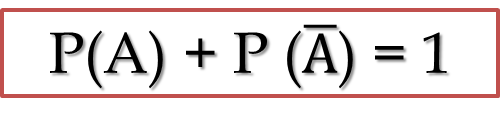 P(A) + P (A̅) = 1